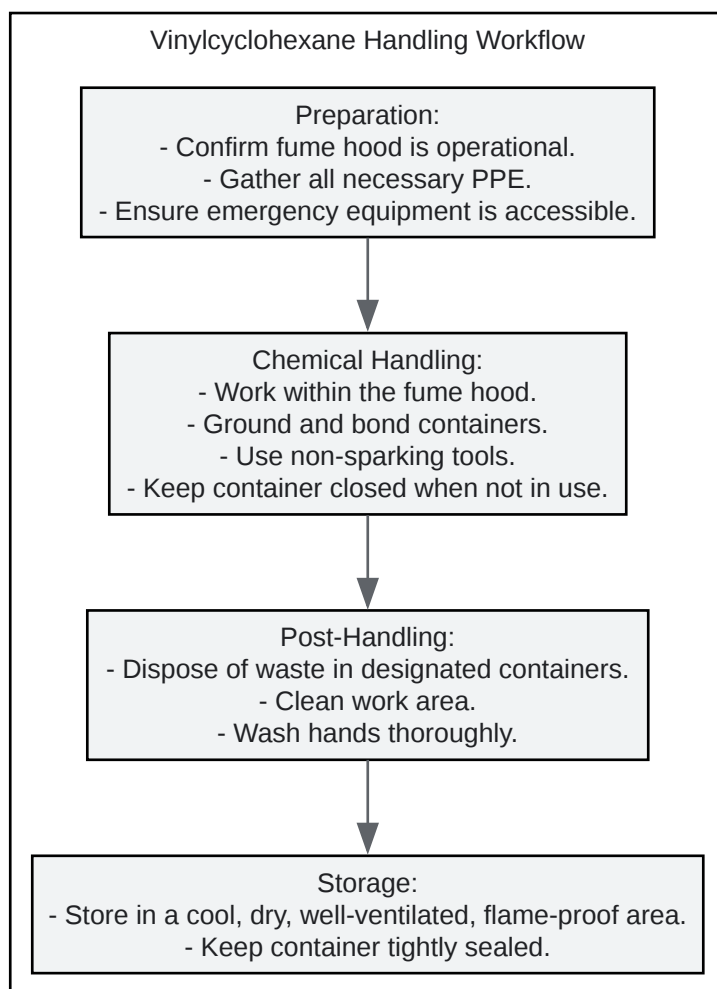 Vinylcyclohexane Handling Workflow
Preparation:
- Confirm fume hood is operational.
- Gather all necessary PPE.
- Ensure emergency equipment is accessible.
Chemical Handling:
- Work within the fume hood.
- Ground and bond containers.
- Use non-sparking tools.
- Keep container closed when not in use.
Post-Handling:
- Dispose of waste in designated containers.
- Clean work area.
- Wash hands thoroughly.
Storage:
- Store in a cool, dry, well-ventilated, flame-proof area.
- Keep container tightly sealed.